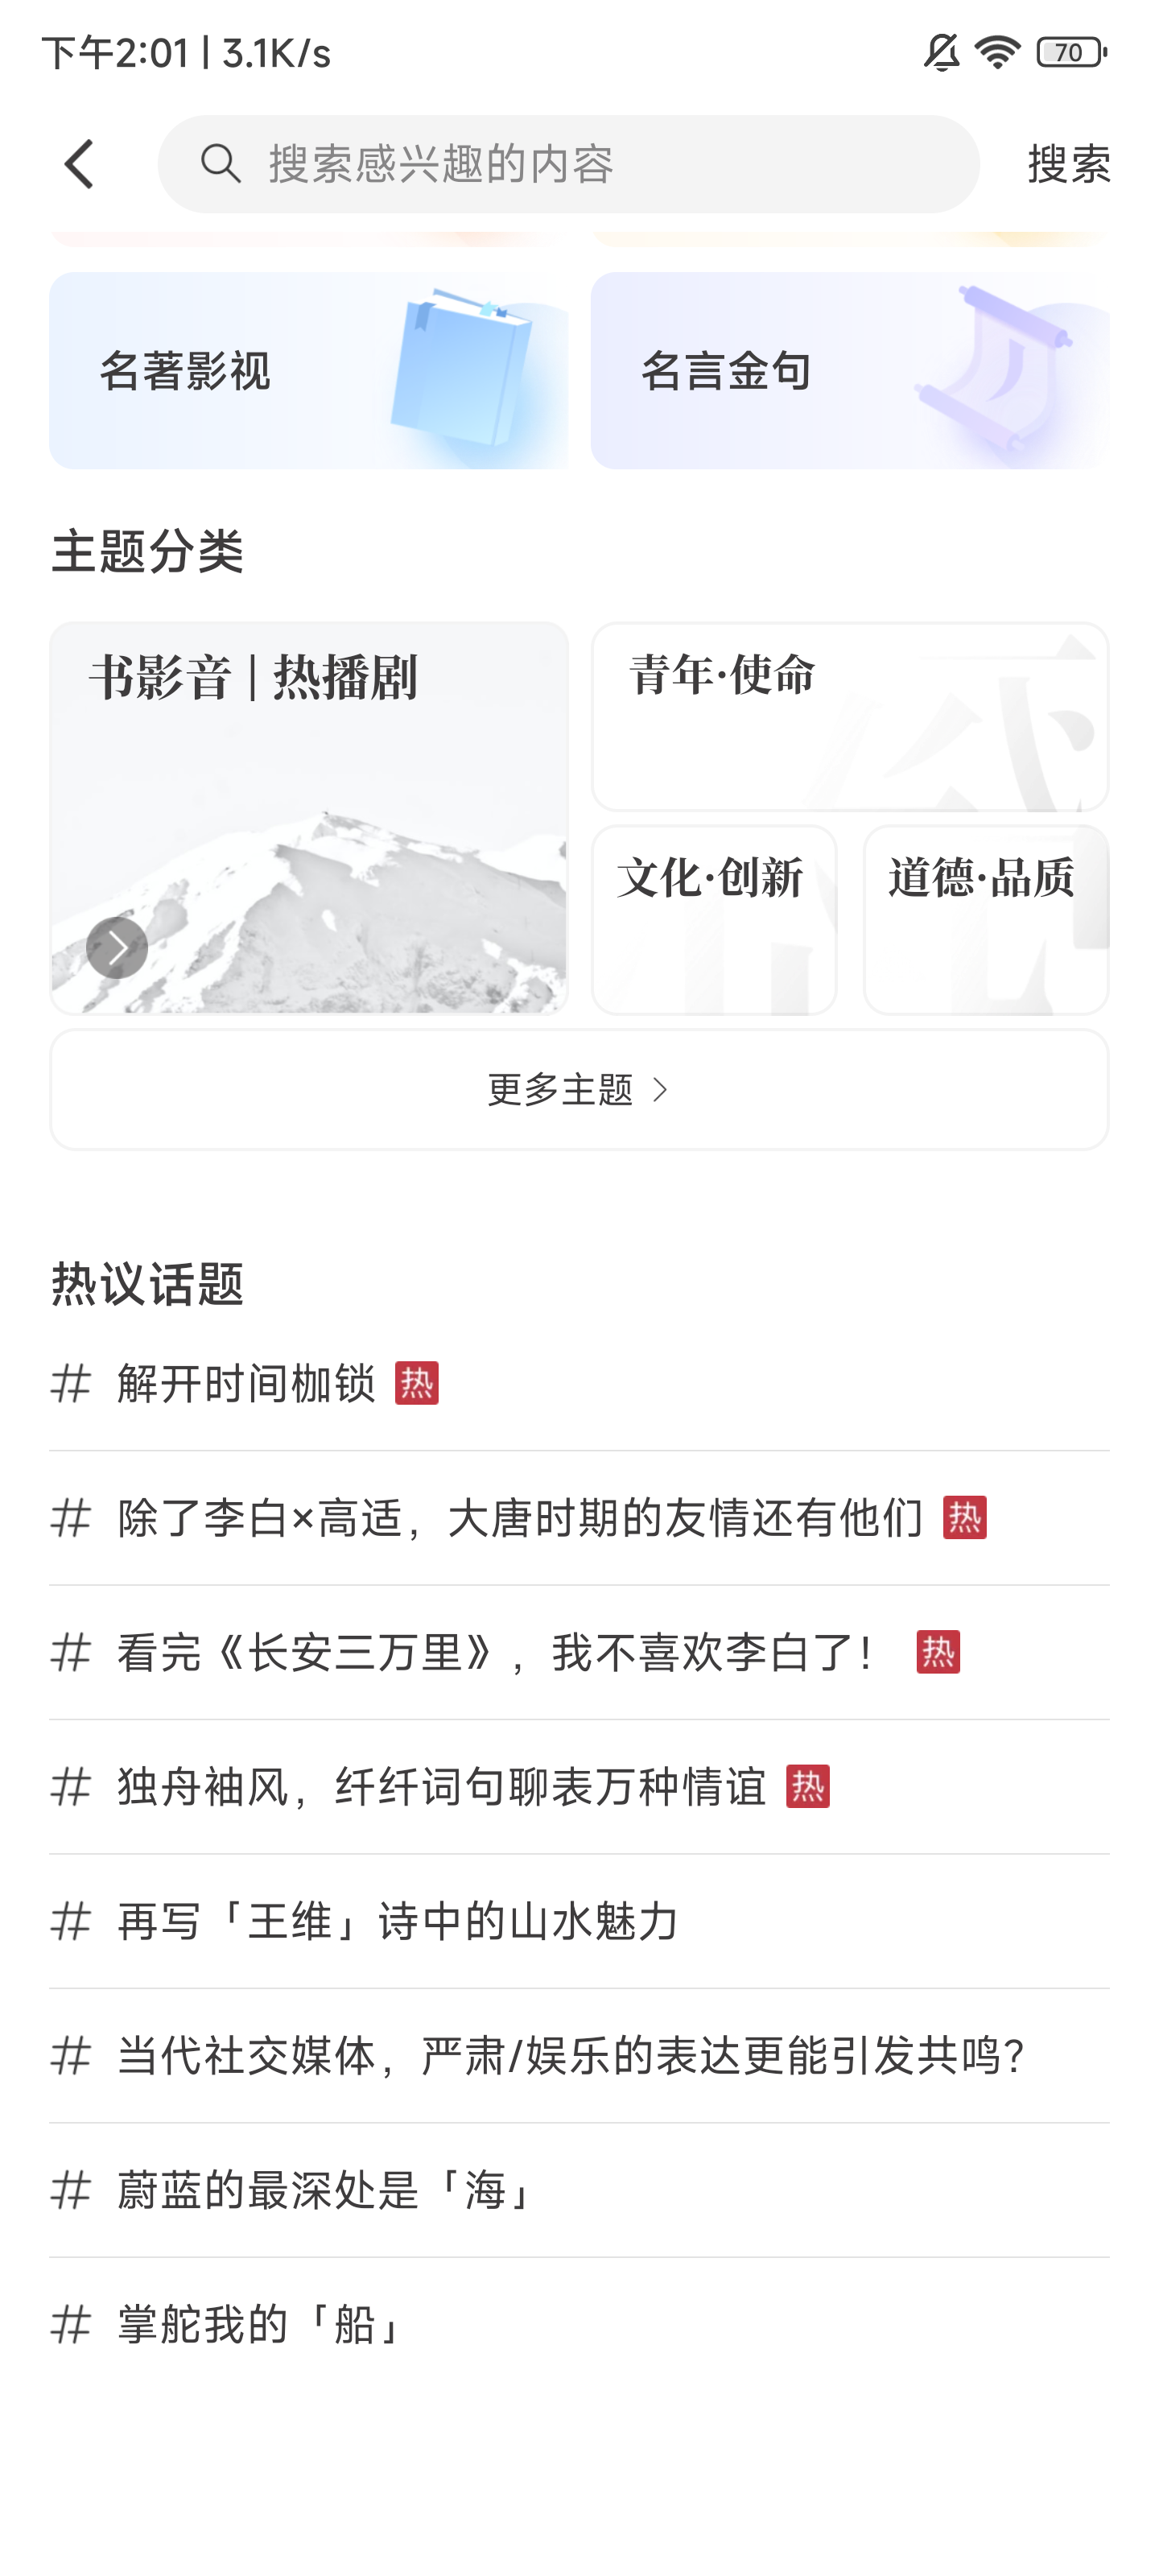 下午2:01 | 3.1K/s
70
搜索感兴趣的内容
搜索
名著影视
名言金句
主题分类
书影音 | 热播剧
青年·使命
文化·创新
道德·品质
更多主题
热议话题
# 解开时间枷锁 热
# 除了李白×高适，大唐时期的友情还有他们 热
# 看完《长安三万里》，我不喜欢李白了！ 热
# 独舟袖风，纤纤词句聊表万种情谊 热
# 再写「王维」诗中的山水魅力
# 当代社交媒体，严肃/娱乐的表达更能引发共鸣？
# 蔚蓝的最深处是「海」
# 掌舵我的「船」